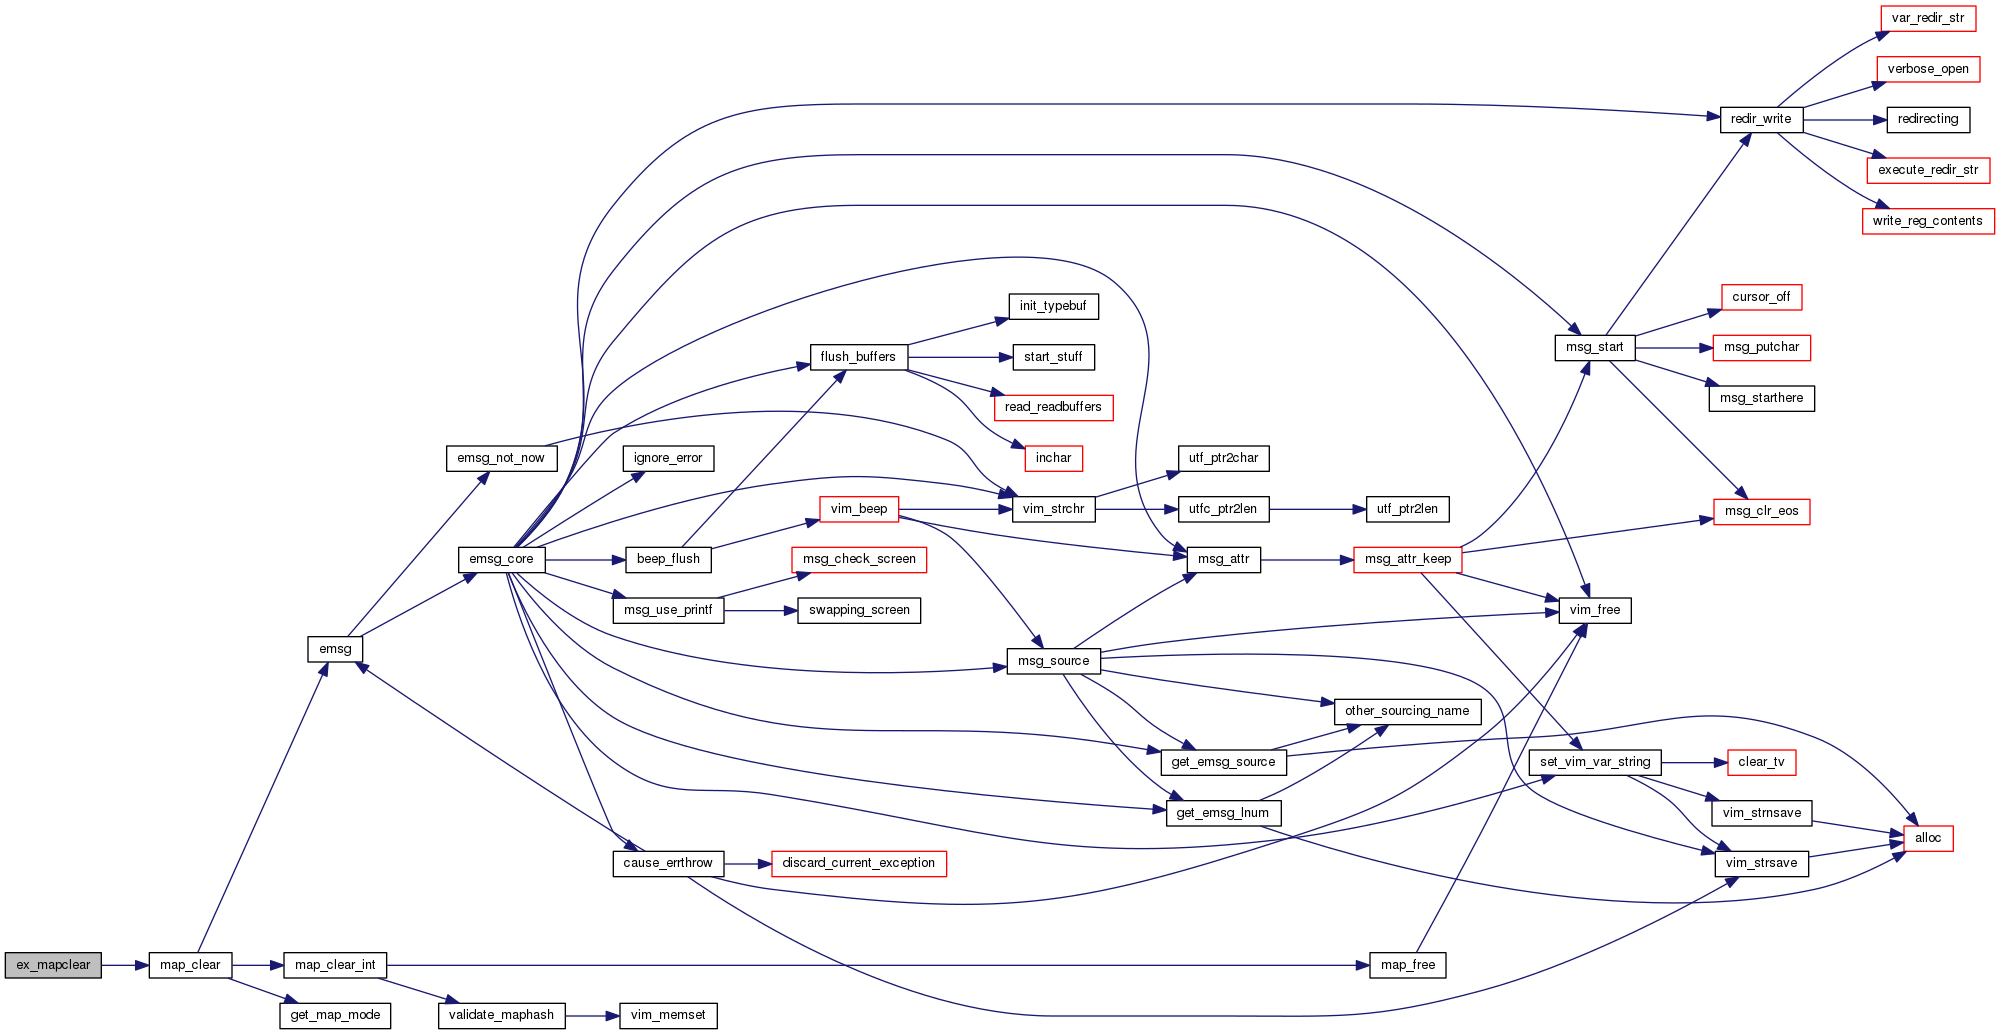 var_redir_str
verbose_open
redir_write
redirecting
execute_redir_str
write_reg_contents
cursor_off
init_typebuf
msg_start
msg_putchar
flush_buffers
start_stuff
msg_starthere
read_readbuffers
emsg_not_now
ignore_error
inchar
utf_ptr2char
vim_beep
vim_strchr
utfc_ptr2len
utf_ptr2len
msg_clr_eos
emsg_core
beep_flush
msg_check_screen
msg_attr
msg_attr_keep
msg_use_printf
swapping_screen
vim_free
emsg
msg_source
other_sourcing_name
get_emsg_source
set_vim_var_string
clear_tv
get_emsg_lnum
vim_strnsave
alloc
cause_errthrow
discard_current_exception
vim_strsave
ex_mapclear
map_clear
map_clear_int
map_free
get_map_mode
validate_maphash
vim_memset